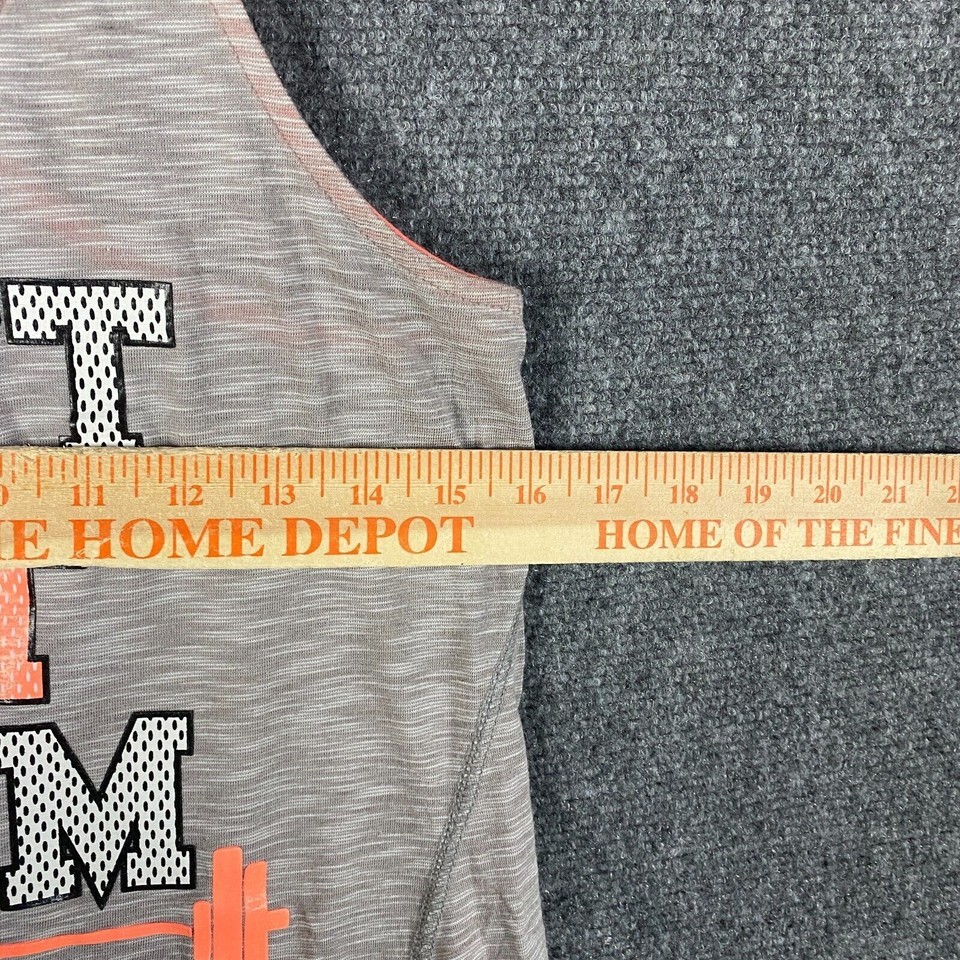 T
11 12 13 14 15 16 17 18 19 20 21
HOME DEPOT HOME OF THE FINE
M